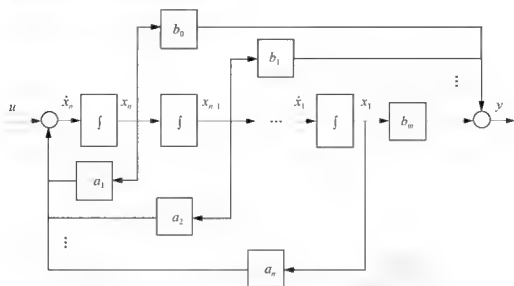 b₀
b₁
u
ẋₙ
∫
xₙ
∫
xₙ₋₁
...
ẋ₁
∫
x₁
bₘ
y
⋮
a₁
a₂
⋮
aₙ